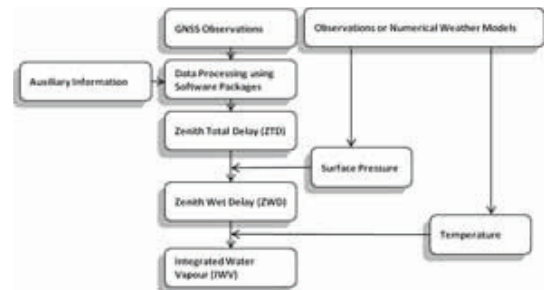 GNSS Observations
Observations or Numerical Weather Models
Auxiliary Information
Data Processing using
Software Packages
Zenith Total Delay (ZTD)
Surface Pressure
Zenith Wet Delay (ZWD)
Temperature
Integrated Water
Vapour (IWV)